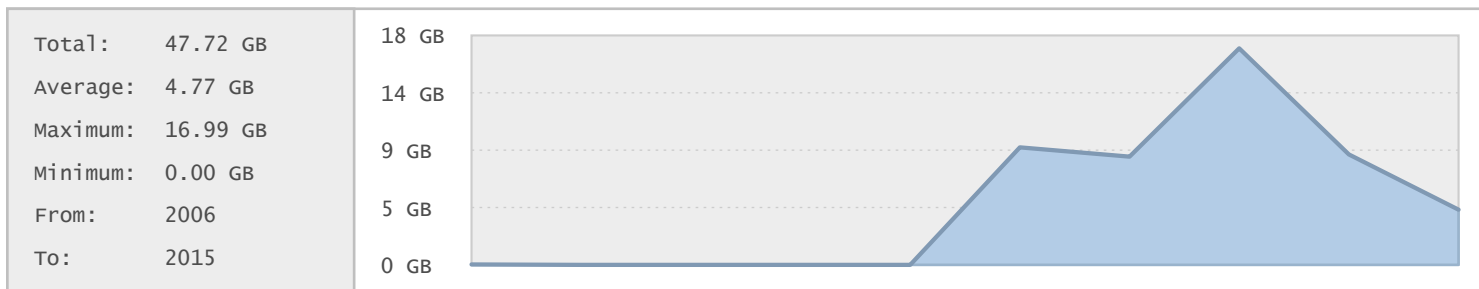 Total: 47.72 GB
Average: 4.77 GB
Maximum: 16.99 GB
Minimum: 0.00 GB
From: 2006
To: 2015
18 GB
14 GB
9 GB
5 GB
0 GB